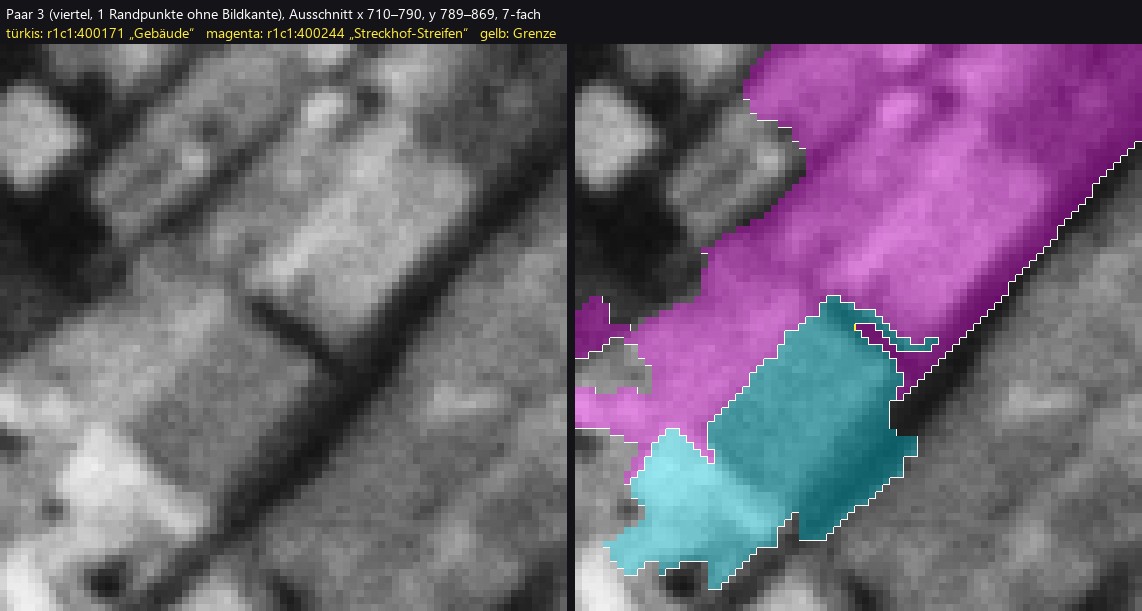 Paar 3 (viertel, 1 Randpunkte ohne Bildkante), Ausschnitt x 710–790, y 789–869, 7-fach
türkis: r1c1:400171 „Gebäude“ magenta: r1c1:400244 „Streckhof-Streifen“ gelb: Grenze